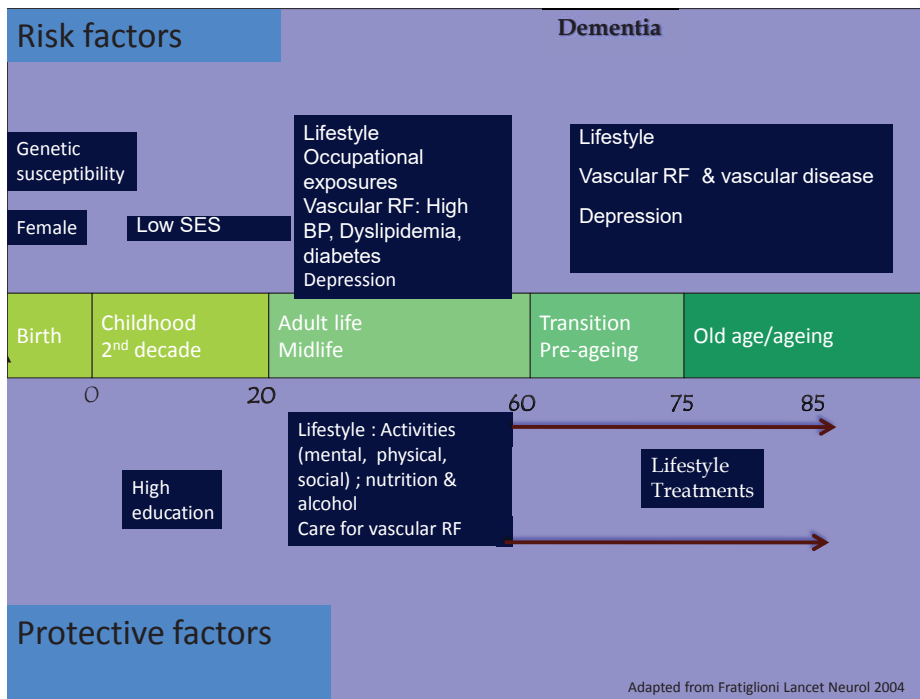 Risk factors
Dementia
Genetic
susceptibility
Female
Low SES
Lifestyle
Occupational
exposures
Vascular RF: High
BP, Dyslipidemia,
diabetes
Depression
Lifestyle
Vascular RF & vascular disease
Depression
Birth
Childhood
2nd decade
Adult life
Midlife
Transition
Pre-ageing
Old age/ageing
0
20
60
75
85
High
education
Lifestyle : Activities
(mental, physical,
social) ; nutrition &
alcohol
Care for vascular RF
Lifestyle
Treatments
Protective factors
Adapted from Fratiglioni Lancet Neurol 2004